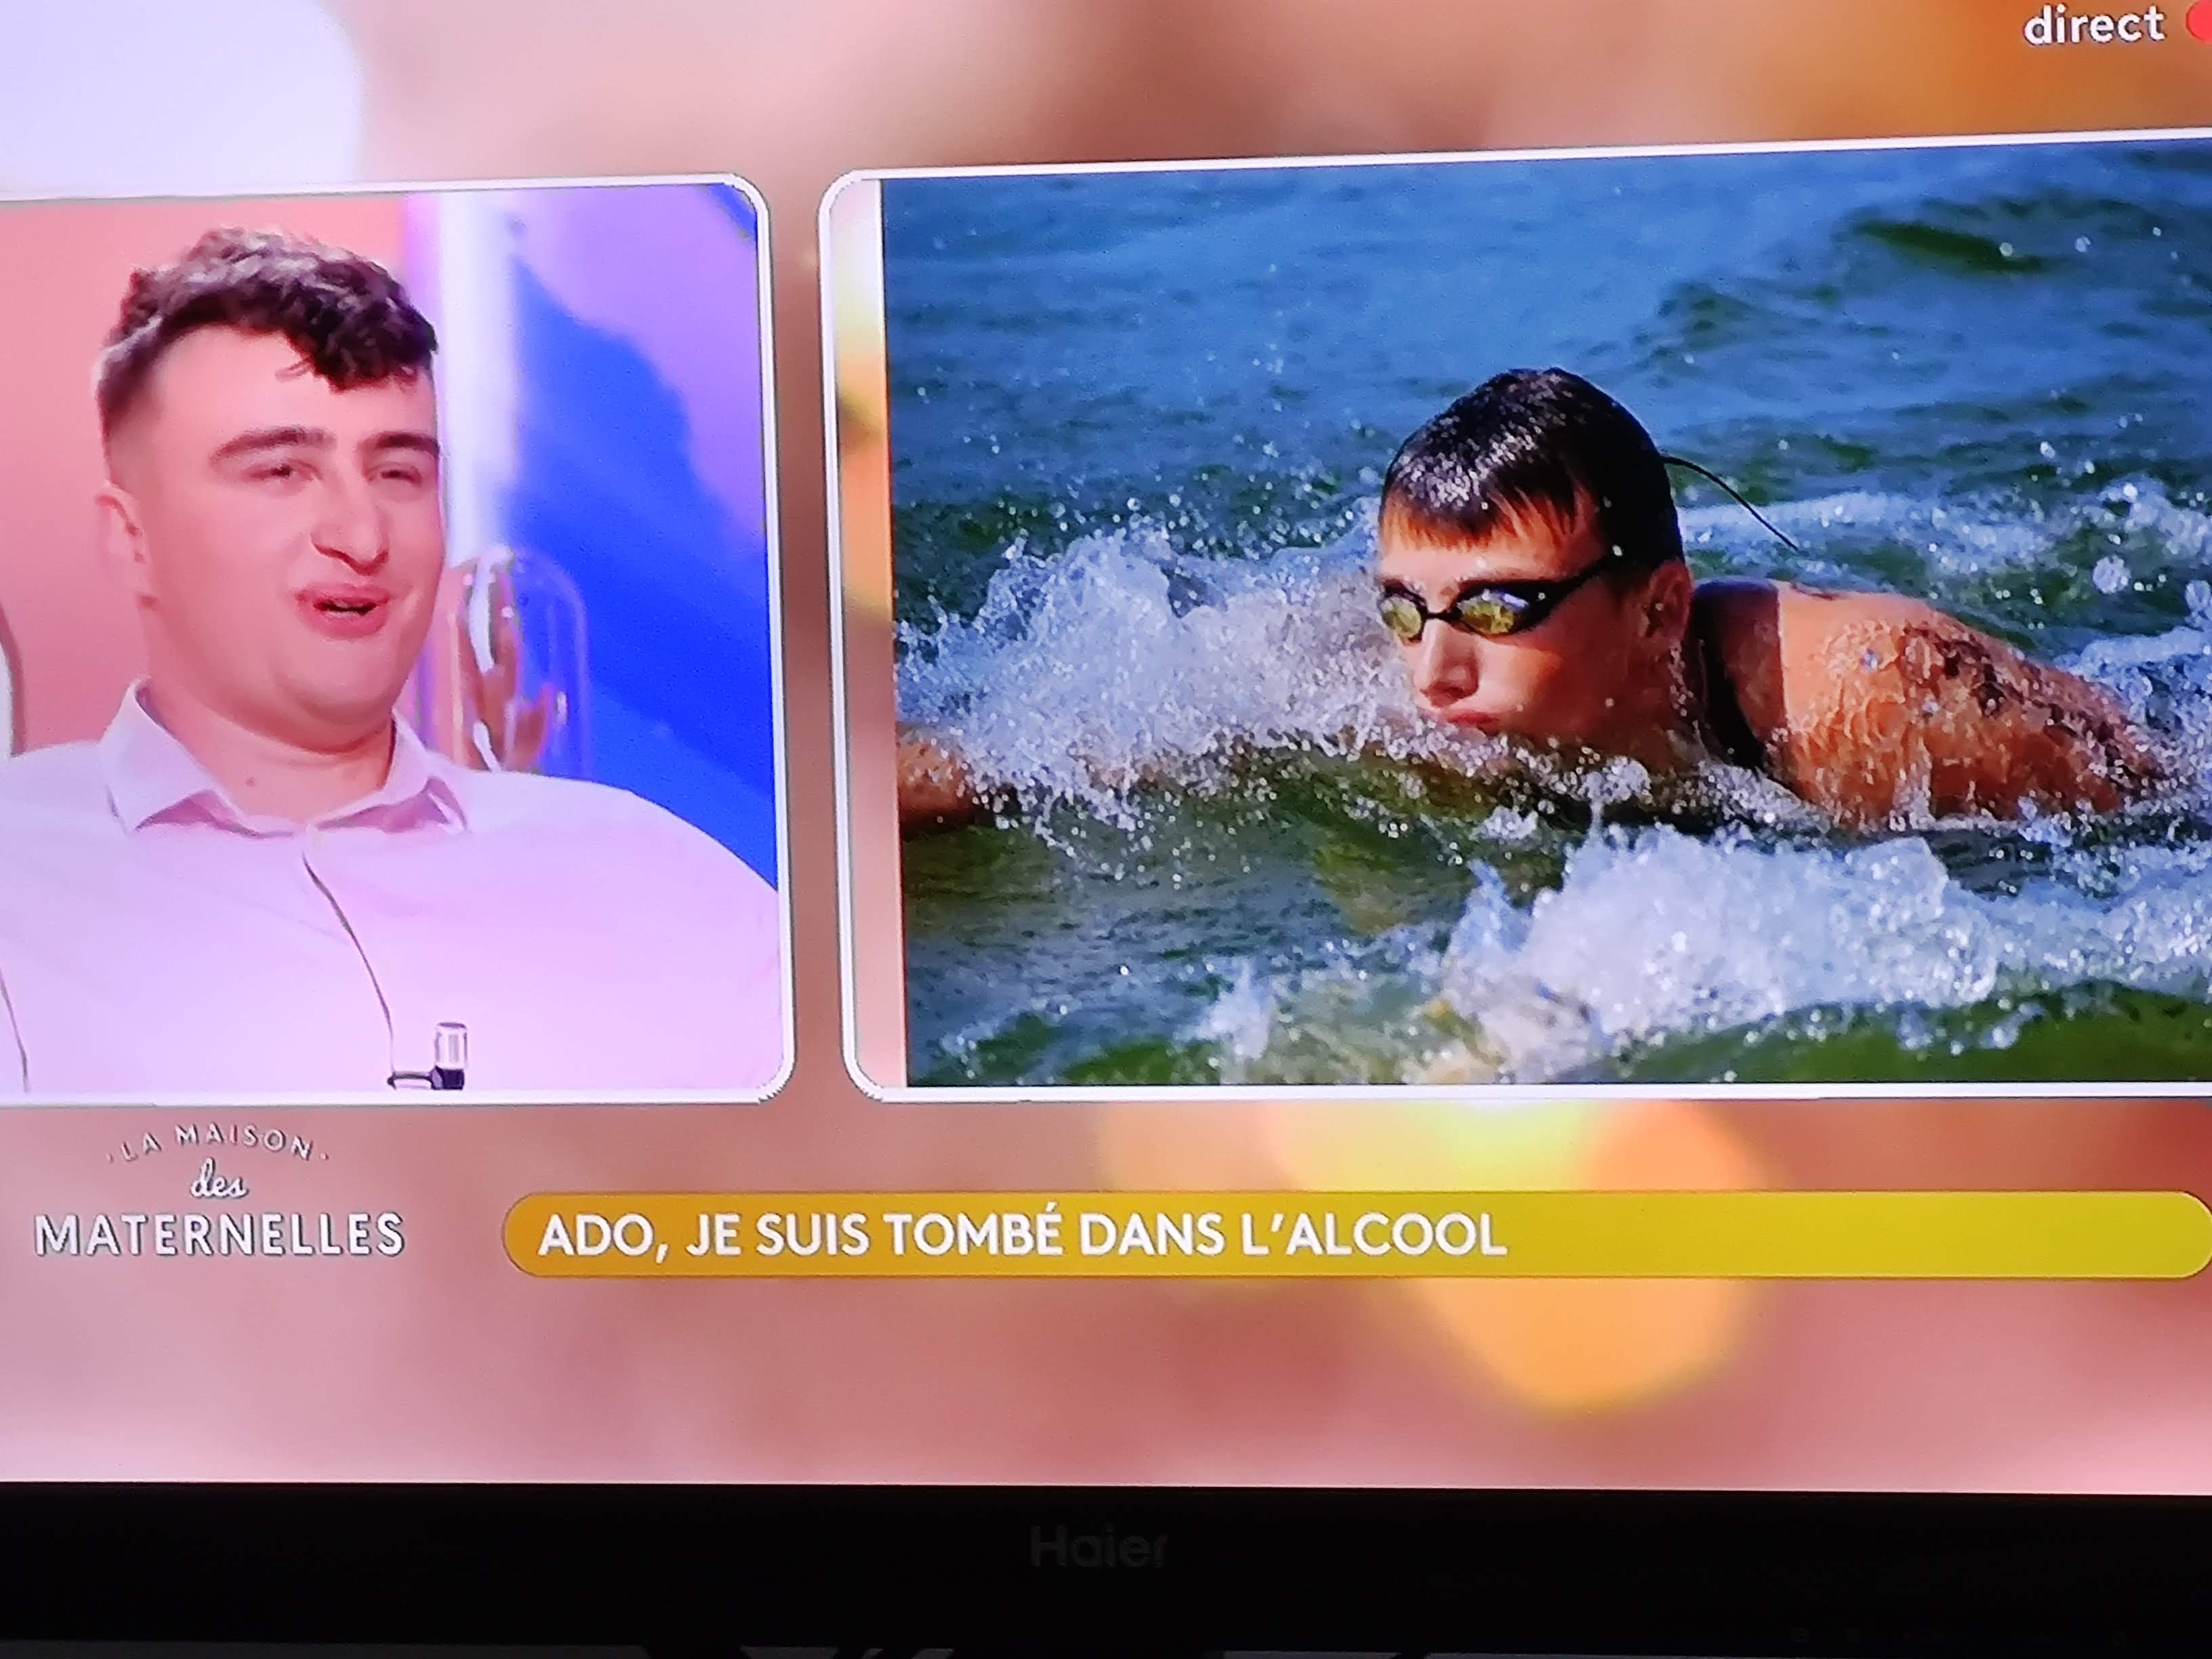 direct
LA MAISON
des
MATERNELLES
ADO, JE SUIS TOMBÉ DANS L'ALCOOL
Haier